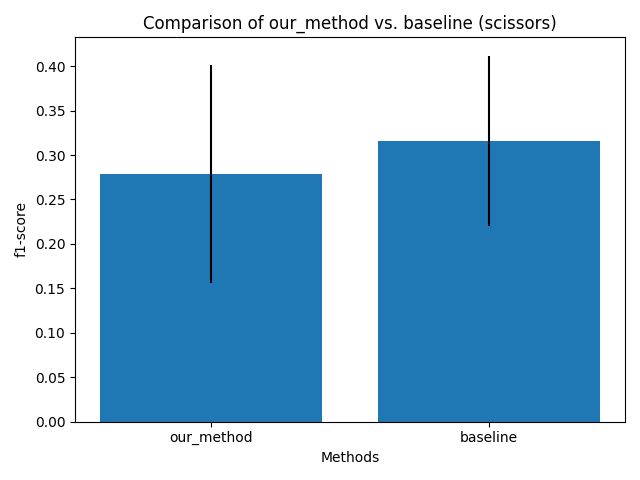 Comparison of our_method vs. baseline (scissors)
0.40
0.35
0.30
0.25
0.20
0.15
0.10
0.05
0.00
f1-score
our_method baseline
Methods